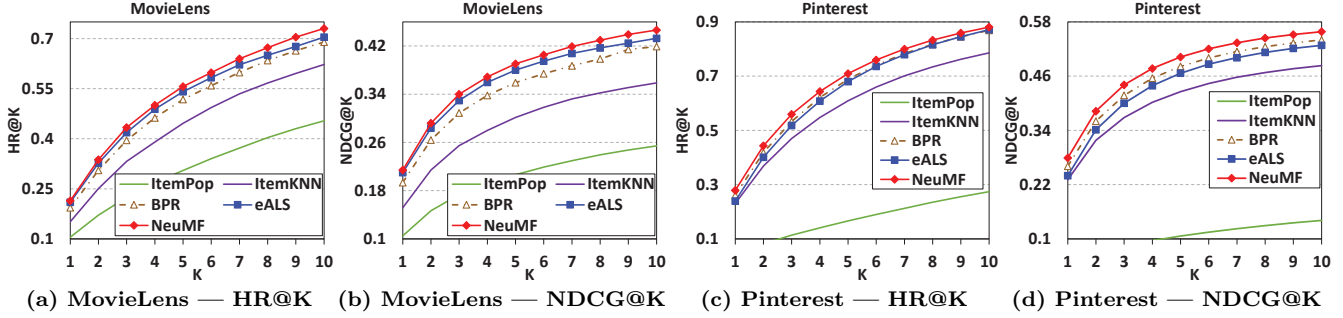 MovieLens
HR@K
0.7
0.55
0.4
0.25
0.1
ItemPop
ItemKNN
BPR
eALS
NeuMF
1 2 3 4 5 6 7 8 9 10
K
(a) MovieLens — HR@K
MovieLens
NDCG@K
0.42
0.34
0.26
0.18
0.1
ItemPop
ItemKNN
BPR
eALS
NeuMF
1 2 3 4 5 6 7 8 9 10
K
(b) MovieLens — NDCG@K
Pinterest
HR@K
0.9
0.7
0.5
0.3
0.1
ItemPop
ItemKNN
BPR
eALS
NeuMF
1 2 3 4 5 6 7 8 9 10
K
(c) Pinterest — HR@K
Pinterest
NDCG@K
0.58
0.46
0.34
0.22
0.1
ItemPop
ItemKNN
BPR
eALS
NeuMF
1 2 3 4 5 6 7 8 9 10
K
(d) Pinterest — NDCG@K